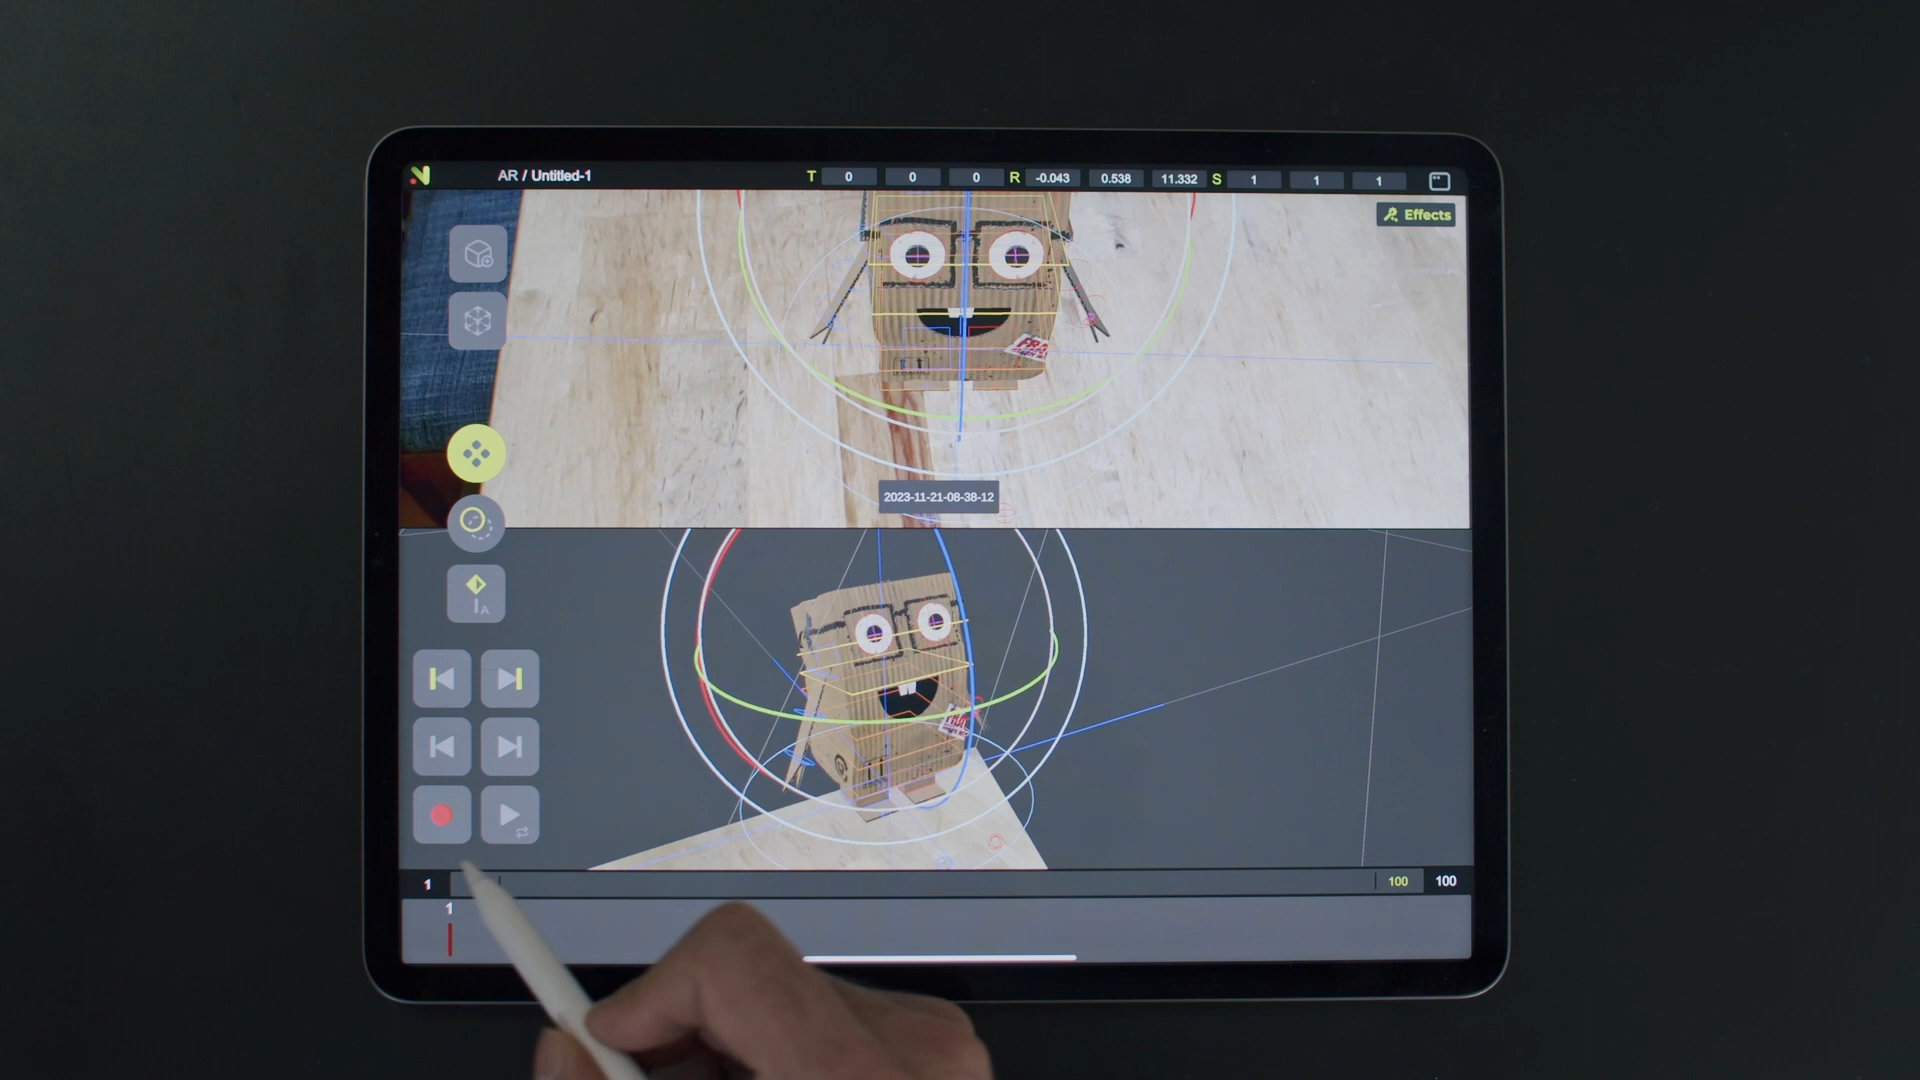 AR / Untitled-1
T 0 0 0 R -0.043 0.538 11.332 S 1 1 1
Effects
FRA
2023-11-21-08-38-12
A
1 100 100
1